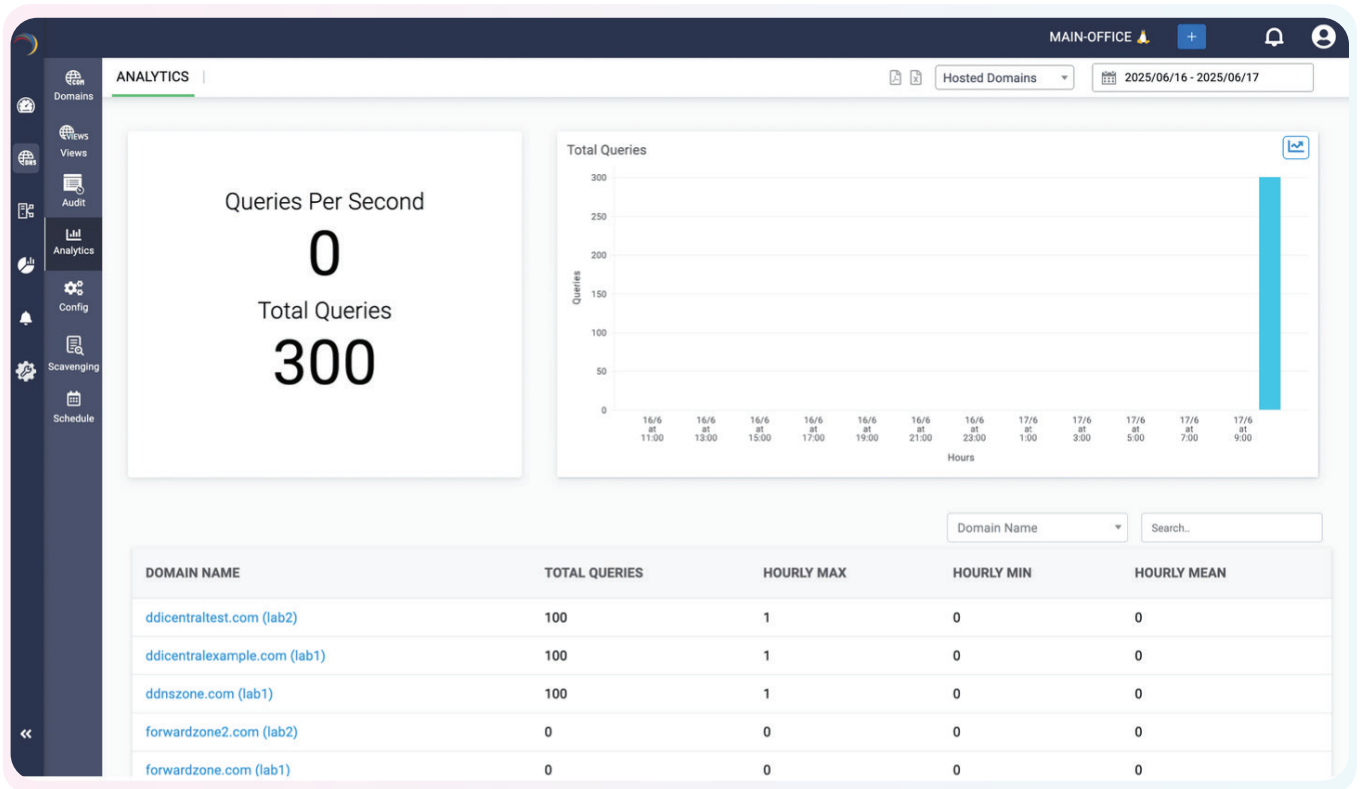 MAIN-OFFICE
+
.COM
Domains
VIEWS
Views
DNS
Audit
Analytics
Config
Scavenging
Schedule
ANALYTICS
Hosted Domains
2025/06/16 - 2025/06/17
Queries Per Second
0
Total Queries
300
Total Queries
300
250
200
150
100
50
0
Queries
16/6 at 11:00
16/6 at 13:00
16/6 at 15:00
16/6 at 17:00
16/6 at 19:00
16/6 at 21:00
16/6 at 23:00
17/6 at 1:00
17/6 at 3:00
17/6 at 5:00
17/6 at 7:00
17/6 at 9:00
Hours
Domain Name
Search..
DOMAIN NAME TOTAL QUERIES HOURLY MAX HOURLY MIN HOURLY MEAN
ddicentraltest.com (lab2) 100 1 0 0
ddicentralexample.com (lab1) 100 1 0 0
ddnszone.com (lab1) 100 1 0 0
forwardzone2.com (lab2) 0 0 0 0
forwardzone.com (lab1) 0 0 0 0